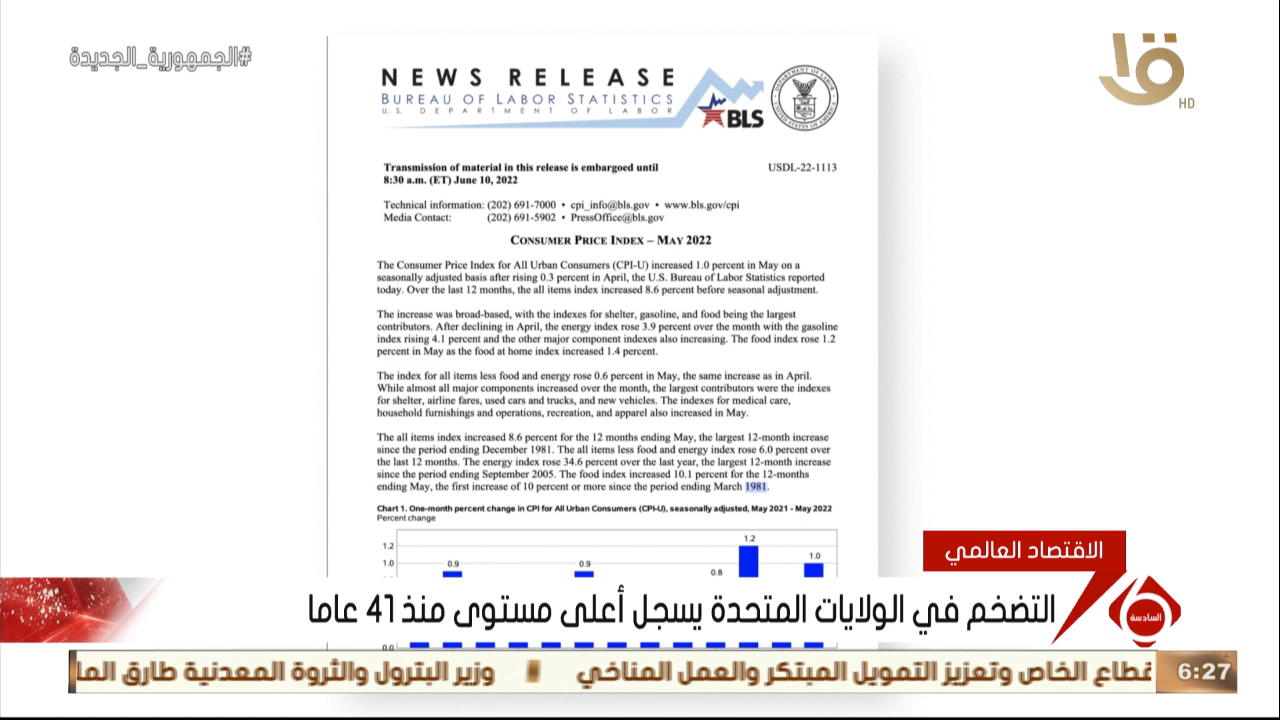 #الجمهورية_الجديدة
HD
NEWS RELEASE
BUREAU OF LABOR STATISTICS
U.S. DEPARTMENT OF LABOR
BLS
Transmission of material in this release is embargoed until
USDL-22-1113
8:30 a.m. (ET) June 10, 2022
Technical information: (202) 691-7000 • cpi_info@bls.gov • www.bls.gov/cpi
Media Contact: (202) 691-5902 • PressOffice@bls.gov
CONSUMER PRICE INDEX – MAY 2022
The Consumer Price Index for All Urban Consumers (CPI-U) increased 1.0 percent in May on a
seasonally adjusted basis after rising 0.3 percent in April, the U.S. Bureau of Labor Statistics reported
today. Over the last 12 months, the all items index increased 8.6 percent before seasonal adjustment.
The increase was broad-based, with the indexes for shelter, gasoline, and food being the largest
contributors. After declining in April, the energy index rose 3.9 percent over the month with the gasoline
index rising 4.1 percent and the other major component indexes also increasing. The food index rose 1.2
percent in May as the food at home index increased 1.4 percent.
The index for all items less food and energy rose 0.6 percent in May, the same increase as in April.
While almost all major components increased over the month, the largest contributors were the indexes
for shelter, airline fares, used cars and trucks, and new vehicles. The indexes for medical care,
household furnishings and operations, recreation, and apparel also increased in May.
The all items index increased 8.6 percent for the 12 months ending May, the largest 12-month increase
since the period ending December 1981. The all items less food and energy index rose 6.0 percent over
the last 12 months. The energy index rose 34.6 percent over the last year, the largest 12-month increase
since the period ending September 2005. The food index increased 10.1 percent for the 12-months
ending May, the first increase of 10 percent or more since the period ending March 1981.
Chart 1. One-month percent change in CPI for All Urban Consumers (CPI-U), seasonally adjusted, May 2021 - May 2022
Percent change
1.2
1.2
1.0
1.0
0.9
0.9
0.8
0.0
الاقتصاد العالمي
السادسة
التضخم في الولايات المتحدة يسجل أعلى مستوى منذ 41 عاما
قطاع الخاص وتعزيز التمويل المبتكر والعمل المناخي
وزير البترول والثروة المعدنية طارق الما
6:27